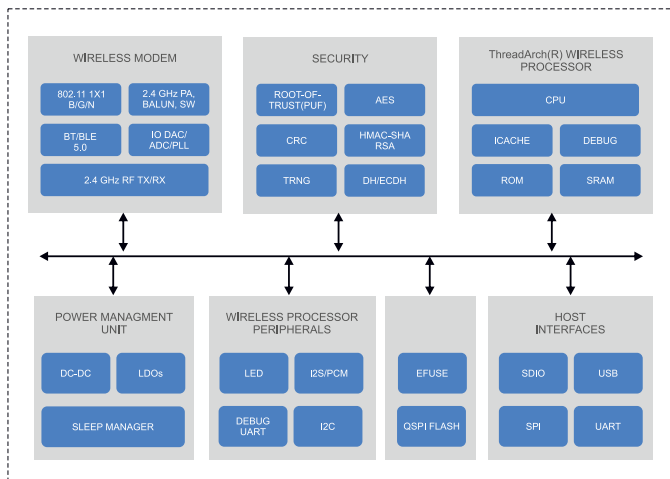 WIRELESS MODEM
802.11 1X1
B/G/N
2.4 GHz PA,
BALUN, SW
BT/BLE
5.0
IO DAC/
ADC/PLL
2.4 GHz RF TX/RX
SECURITY
ROOT-OF-
TRUST(PUF)
AES
CRC
HMAC-SHA
RSA
TRNG
DH/ECDH
ThreadArch(R) WIRELESS
PROCESSOR
CPU
ICACHE
DEBUG
ROM
SRAM
POWER MANAGMENT
UNIT
DC-DC
LDOs
SLEEP MANAGER
WIRELESS PROCESSOR
PERIPHERALS
LED
I2S/PCM
DEBUG
UART
I2C
EFUSE
QSPI FLASH
HOST
INTERFACES
SDIO
USB
SPI
UART